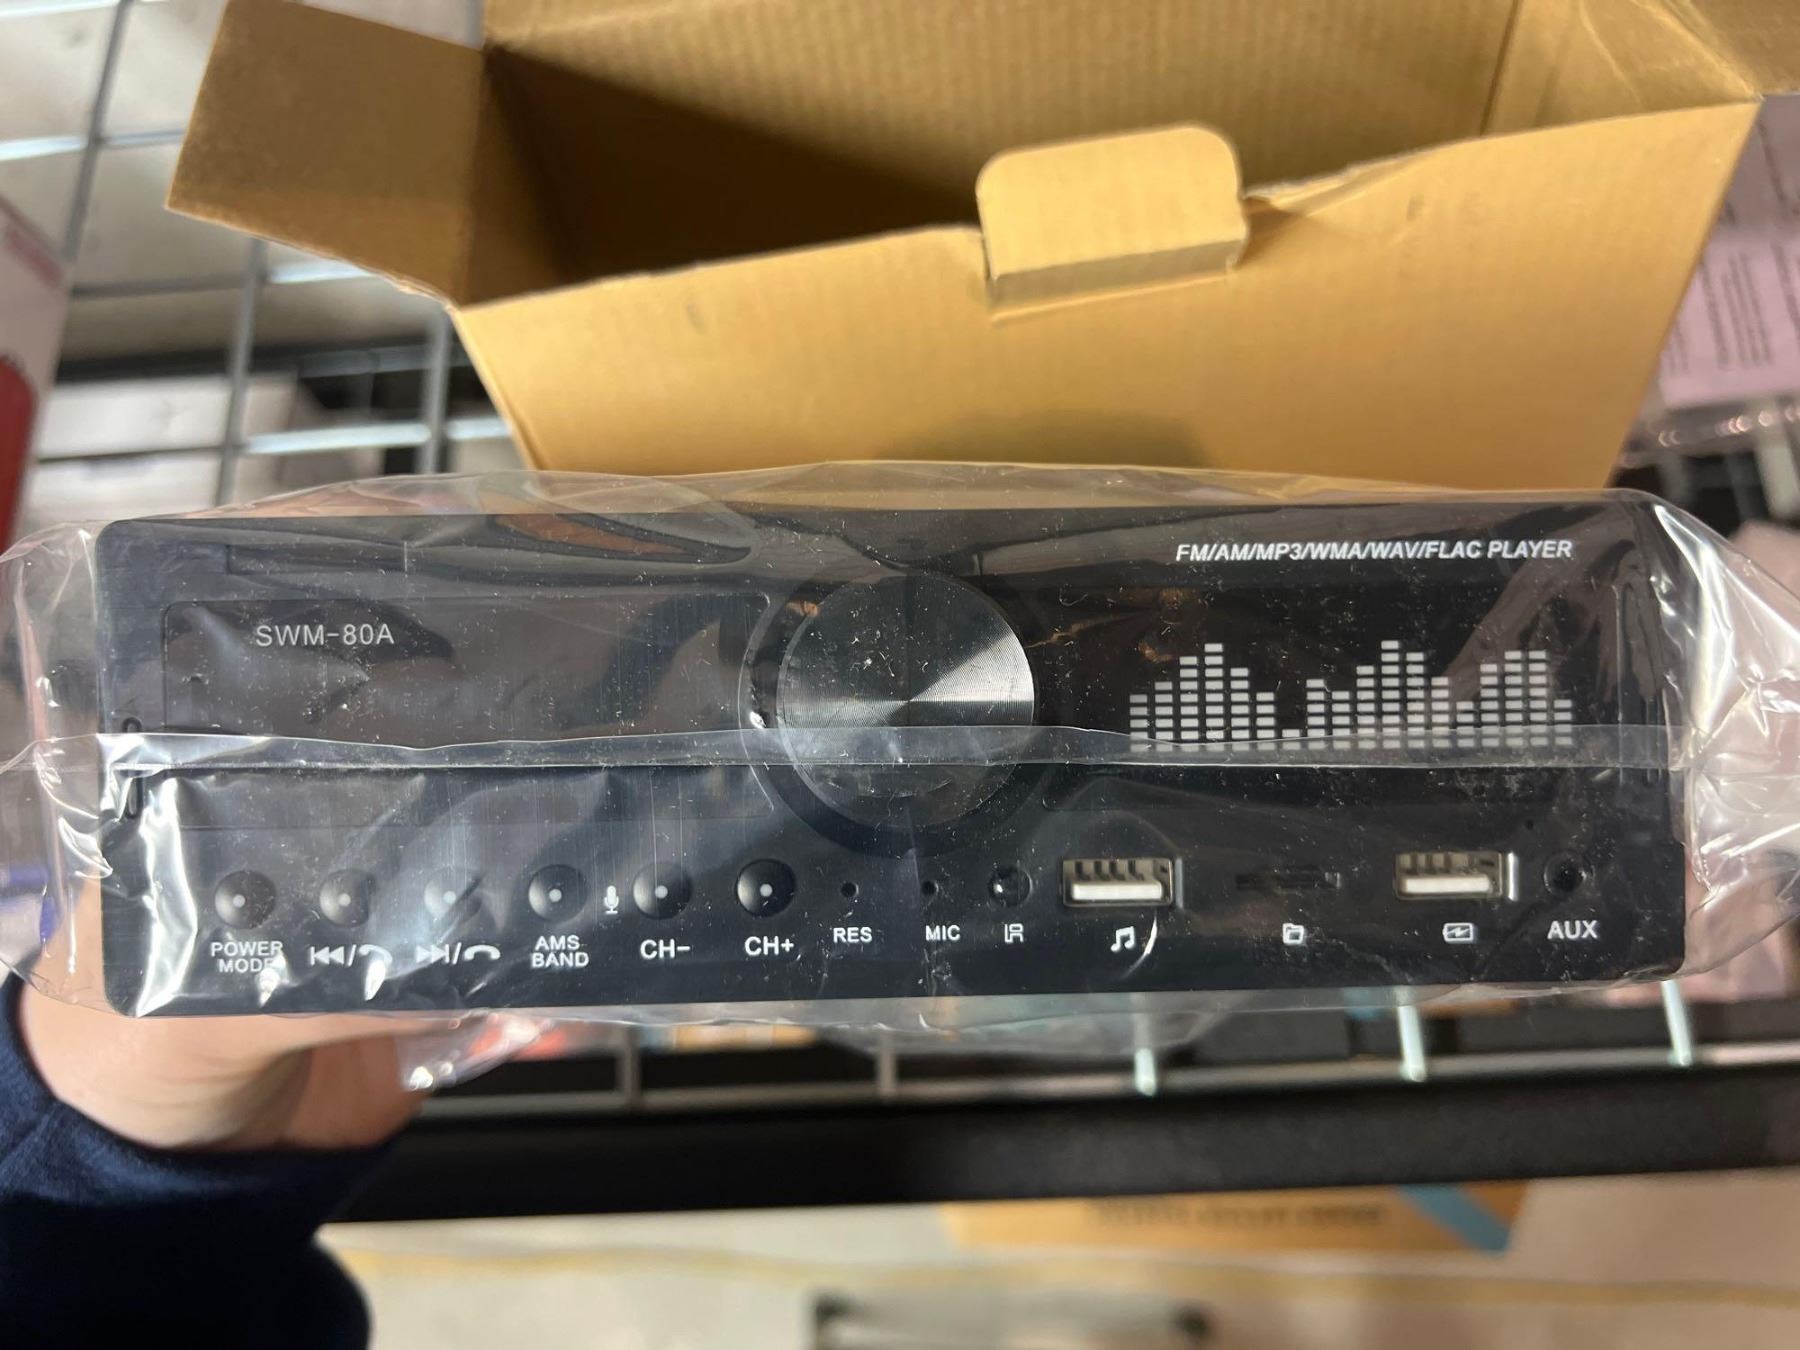 FM/AM/MP3/WMA/WAV/FLAC PLAYER
SWM-80A
POWER
MODE
AMS
BAND
CH-
CH+
RES
MIC
IR
AUX